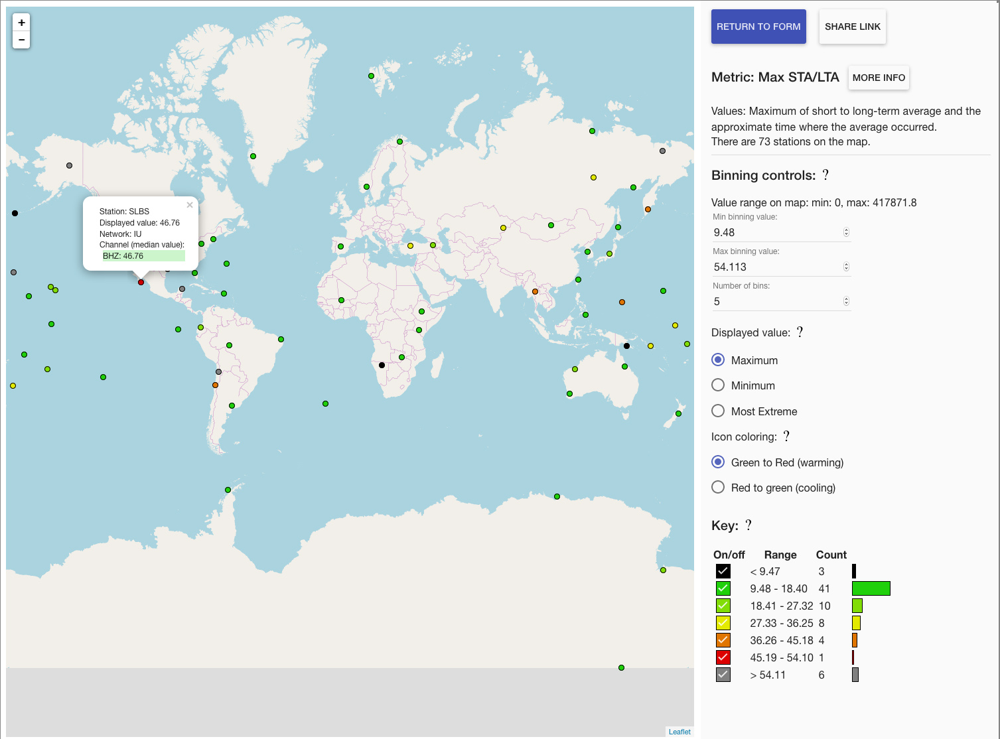 +
−
RETURN TO FORM
SHARE LINK
Metric: Max STA/LTA
MORE INFO
Values: Maximum of short to long-term average and the
approximate time where the average occurred.
There are 73 stations on the map.
Binning controls: ?
Value range on map: min: 0, max: 417871.8
Min binning value:
9.48
Max binning value:
54.113
Number of bins:
5
Displayed value: ?
Maximum
Minimum
Most Extreme
Icon coloring: ?
Green to Red (warming)
Red to green (cooling)
Key: ?
On/off Range Count
< 9.47 3
9.48 - 18.40 41
18.41 - 27.32 10
27.33 - 36.25 8
36.26 - 45.18 4
45.19 - 54.10 1
> 54.11 6
×
Station: SLBS
Displayed value: 46.76
Network: IU
Channel (median value):
BHZ: 46.76
Leaflet